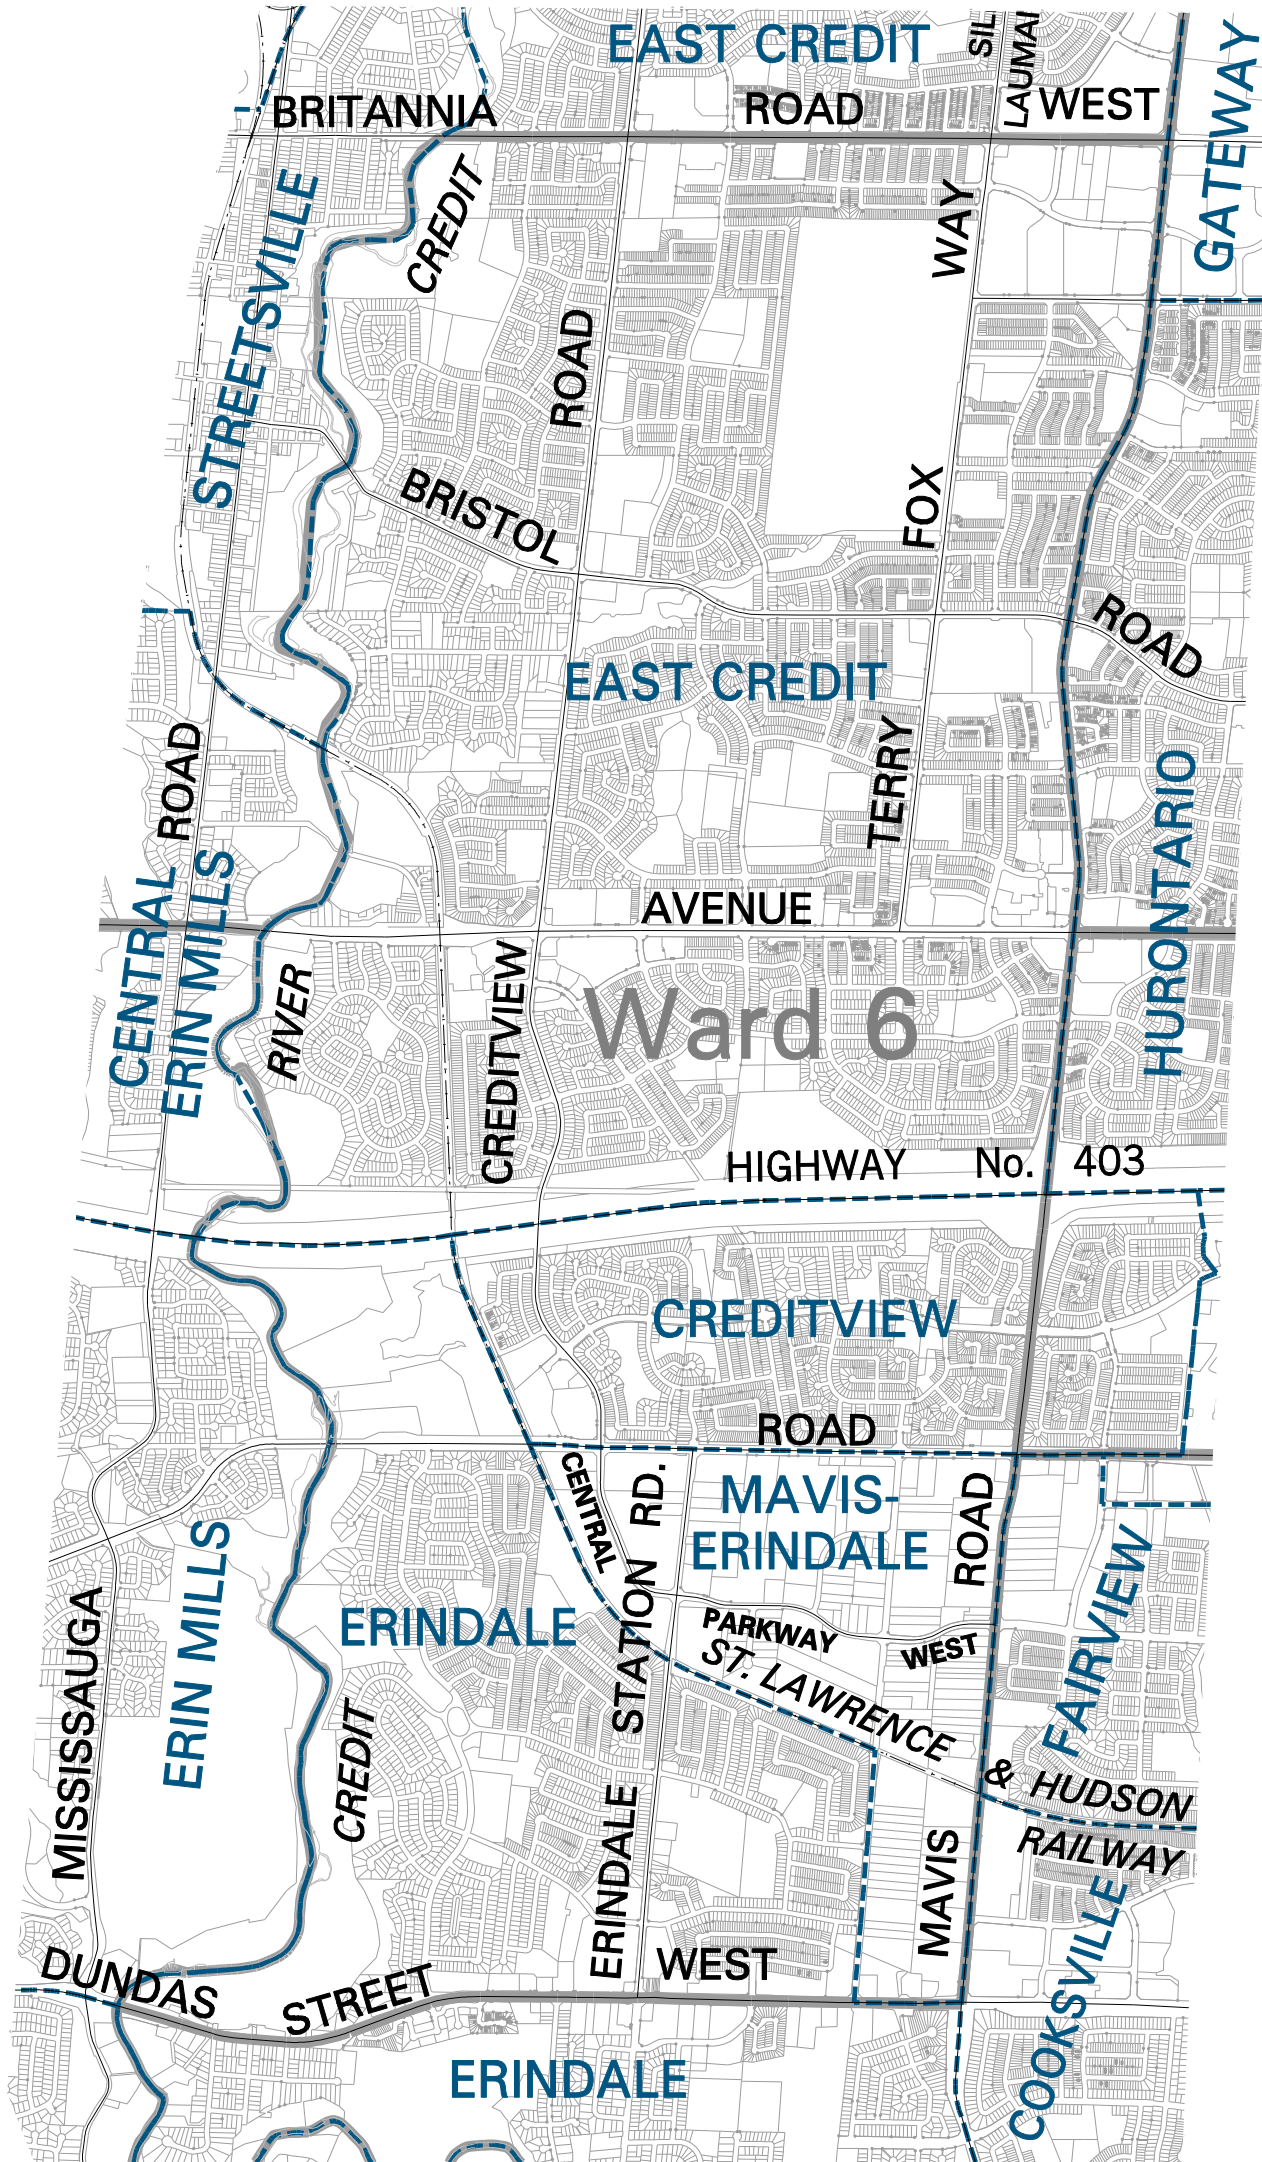 EAST CREDIT
SIL
LAUMAI
GATEWAY
BRITANNIA ROAD WEST
STREETSVILLE
CREDIT
WAY
ROAD
FOX
BRISTOL
ROAD
EAST CREDIT
ROAD
TERRY
HURONTARIO
CENTRAL
ERIN MILLS
AVENUE
RIVER
CREDITVIEW
Ward 6
HIGHWAY No. 403
CREDITVIEW
ROAD
CENTRAL
RD.
MAVIS-
ERINDALE
ROAD
ERIN MILLS
FAIRVIEW
MISSISSAUGA
ERINDALE
STATION
PARKWAY
WEST
ST. LAWRENCE
& HUDSON
RAILWAY
CREDIT
ERINDALE
MAVIS
COOKSVILLE
DUNDAS
STREET
WEST
ERINDALE